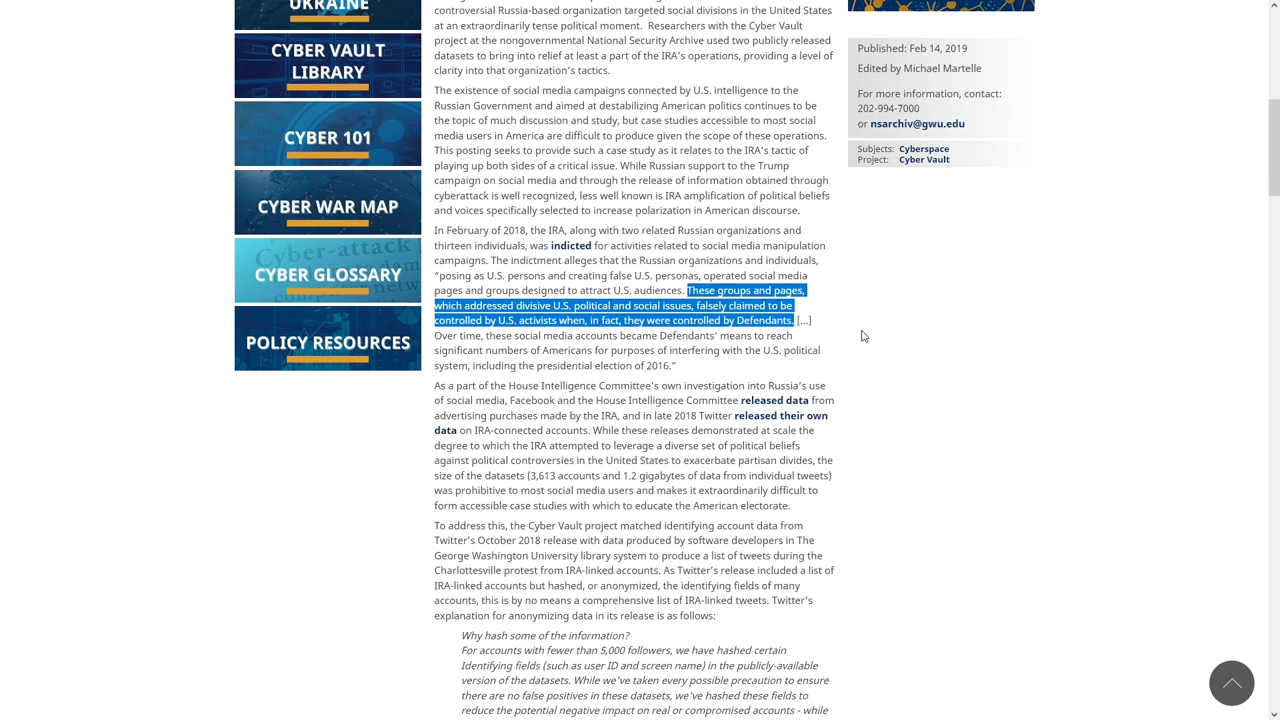 UKRAINE
CYBER VAULT
LIBRARY
CYBER 101
CYBER WAR MAP
Cyber-attack
CYBER GLOSSARY
POLICY RESOURCES
controversial Russia-based organization targeted social divisions in the United States
at an extraordinarily tense political moment.  Researchers with the Cyber Vault
project at the nongovernmental National Security Archive used two publicly released
datasets to bring into relief at least a part of the IRA’s operations, providing a level of
clarity into that organization’s tactics.
The existence of social media campaigns connected by U.S. intelligence to the
Russian Government and aimed at destabilizing American politics continues to be
the topic of much discussion and study, but case studies accessible to most social
media users in America are difficult to produce given the scope of these operations.
This posting seeks to provide such a case study as it relates to the IRA’s tactic of
playing up both sides of a critical issue. While Russian support to the Trump
campaign on social media and through the release of information obtained through
cyberattack is well recognized, less well known is IRA amplification of political beliefs
and voices specifically selected to increase polarization in American discourse.
In February of 2018, the IRA, along with two related Russian organizations and
thirteen individuals, was indicted for activities related to social media manipulation
campaigns. The indictment alleges that the Russian organizations and individuals,
“posing as U.S. persons and creating false U.S. personas, operated social media
pages and groups designed to attract U.S. audiences. These groups and pages,
which addressed divisive U.S. political and social issues, falsely claimed to be
controlled by U.S. activists when, in fact, they were controlled by Defendants. [...]
Over time, these social media accounts became Defendants’ means to reach
significant numbers of Americans for purposes of interfering with the U.S. political
system, including the presidential election of 2016.”
As a part of the House Intelligence Committee’s own investigation into Russia’s use
of social media, Facebook and the House Intelligence Committee released data from
advertising purchases made by the IRA, and in late 2018 Twitter released their own
data on IRA-connected accounts. While these releases demonstrated at scale the
degree to which the IRA attempted to leverage a diverse set of political beliefs
against political controversies in the United States to exacerbate partisan divides, the
size of the datasets (3,613 accounts and 1.2 gigabytes of data from individual tweets)
was prohibitive to most social media users and makes it extraordinarily difficult to
form accessible case studies with which to educate the American electorate.
To address this, the Cyber Vault project matched identifying account data from
Twitter’s October 2018 release with data produced by software developers in The
George Washington University library system to produce a list of tweets during the
Charlottesville protest from IRA-linked accounts. As Twitter’s release included a list of
IRA-linked accounts but hashed, or anonymized, the identifying fields of many
accounts, this is by no means a comprehensive list of IRA-linked tweets. Twitter’s
explanation for anonymizing data in its release is as follows:
Why hash some of the information?
For accounts with fewer than 5,000 followers, we have hashed certain
Identifying fields (such as user ID and screen name) in the publicly-available
version of the datasets. While we’ve taken every possible precaution to ensure
there are no false positives in these datasets, we’ve hashed these fields to
reduce the potential negative impact on real or compromised accounts - while
Published: Feb 14, 2019
Edited by Michael Martelle
For more information, contact:
202-994-7000
or nsarchiv@gwu.edu
Subjects: Cyberspace
Project: Cyber Vault